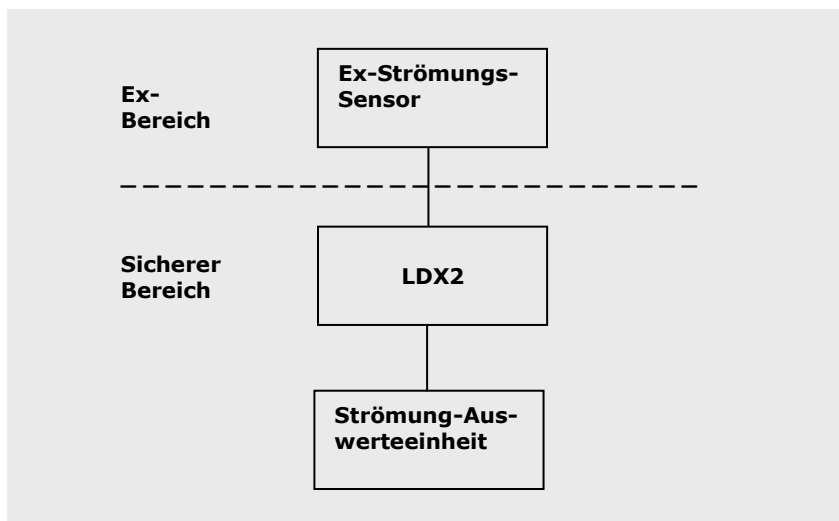 Ex-Strömungs-
Sensor
Ex-
Bereich
Sicherer
Bereich
LDX2
Strömung-Aus-
werteeinheit